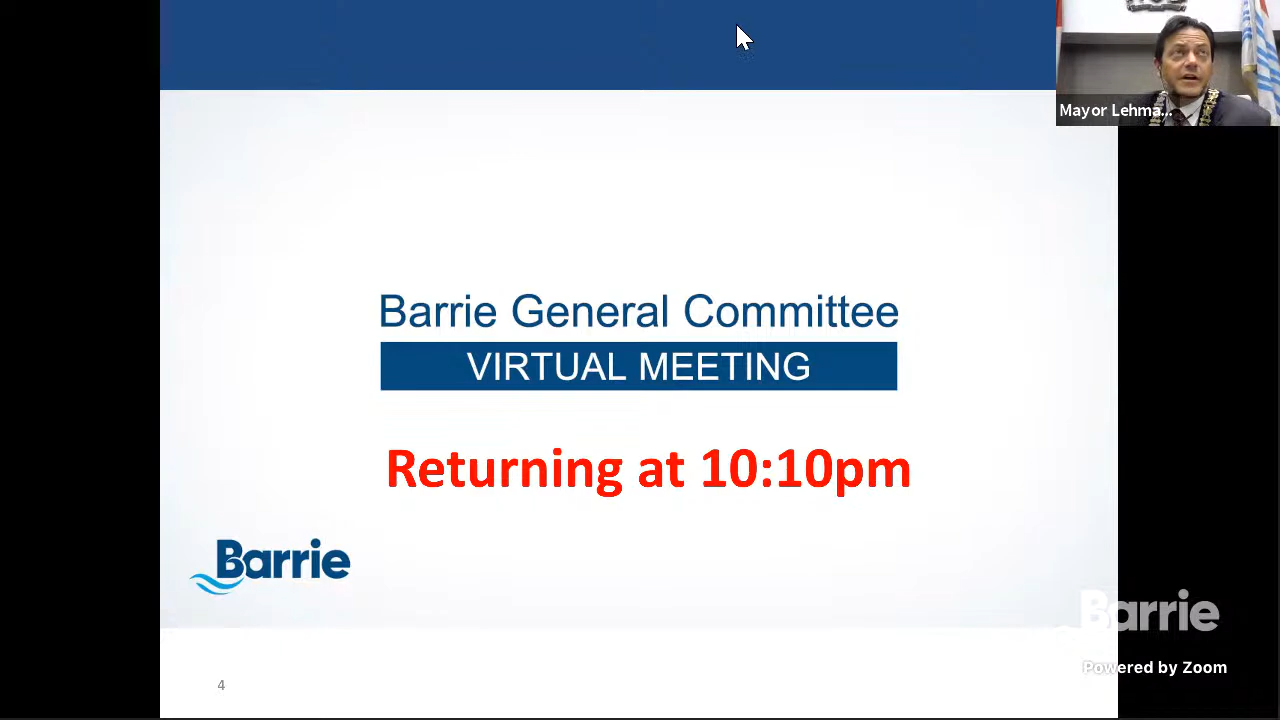 Mayor Lehma...
Barrie General Committee
VIRTUAL MEETING
Returning at 10:10pm
Barrie
Barrie
Powered by Zoom
4